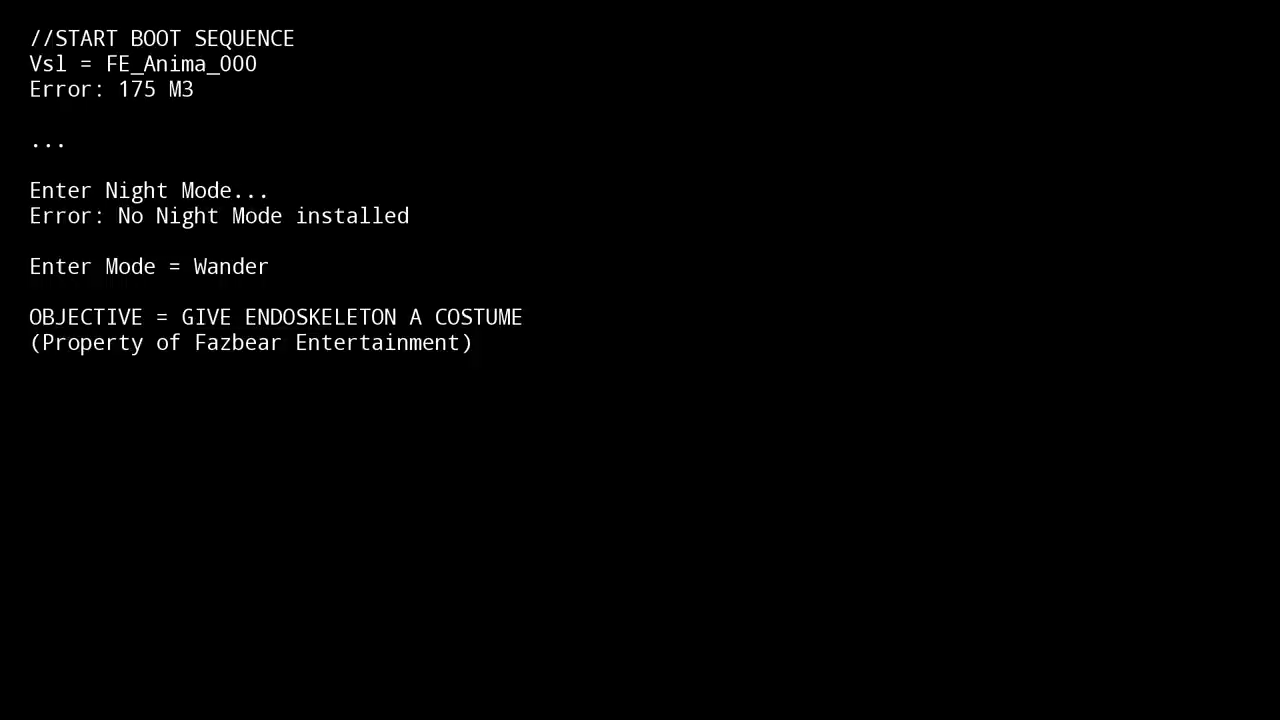 //START BOOT SEQUENCE
Vsl = FE_Anima_000
Error: 175 M3
...
Enter Night Mode...
Error: No Night Mode installed
Enter Mode = Wander
OBJECTIVE = GIVE ENDOSKELETON A COSTUME
(Property of Fazbear Entertainment)